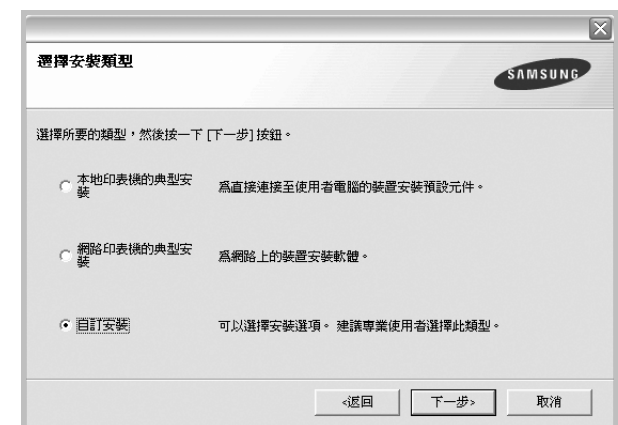 選擇安裝類型
SAMSUNG
選擇所要的類型，然後按一下 [下一步] 按鈕。
本地印表機的典型安
裝
爲直接連接至使用者電腦的裝置安裝預設元件。
網路印表機的典型安
裝
爲網路上的裝置安裝軟體。
自訂安裝
可以選擇安裝選項。 建議專業使用者選擇此類型。
<返回
下一步>
取消